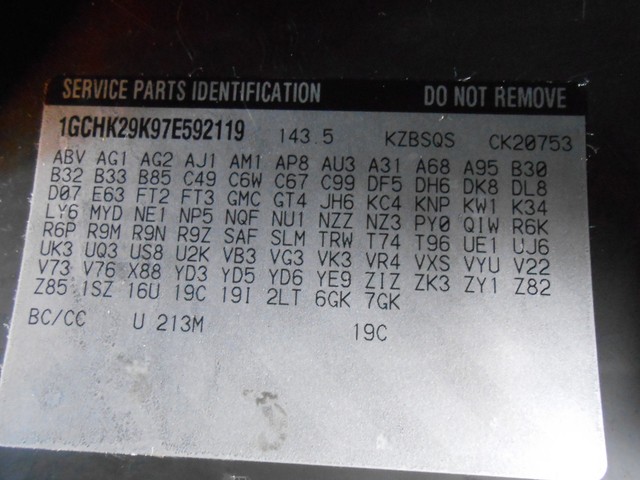 SERVICE PARTS IDENTIFICATION DO NOT REMOVE
1GCHK29K97E592119 143.5 KZBSQS CK20753
ABV AG1 AG2 AJ1 AM1 AP8 AU3 A31 A68 A95 B30
B32 B33 B85 C49 C6W C67 C99 DF5 DH6 DK8 DL8
D07 E63 FT2 FT3 GMC GT4 JH6 KC4 KNP KW1 K34
LY6 MYD NE1 NP5 NQF NU1 NZZ NZ3 PY0 QIW R6K
R6P R9M R9N R9Z SAF SLM TRW T74 T96 UE1 UJ6
UK3 UQ3 US8 U2K VB3 VG3 VK3 VR4 VXS VYU V22
V73 V76 X88 YD3 YD5 YD6 YE9 ZIZ ZK3 ZY1 Z82
Z85 1SZ 16U 19C 19I 2LT 6GK 7GK
BC/CC U 213M 19C